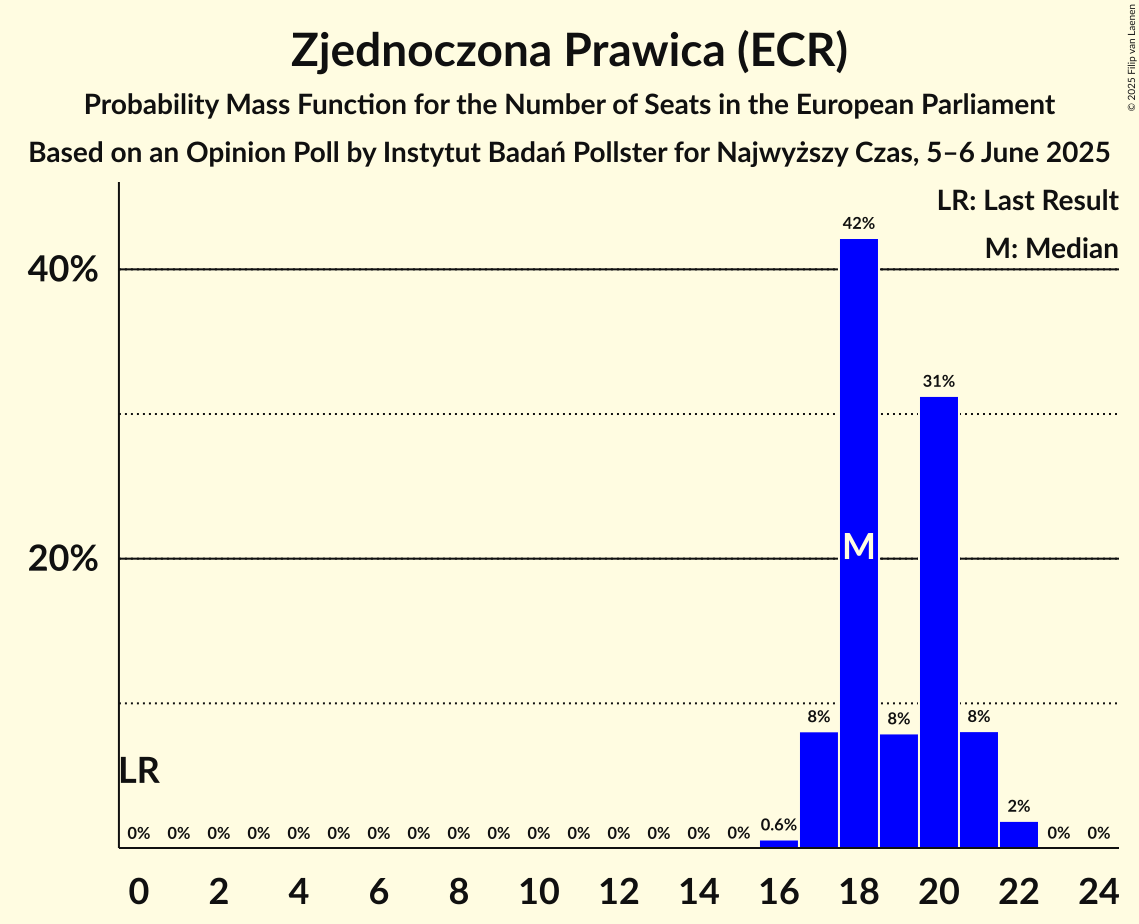 Zjednoczona Prawica (ECR)
Probability Mass Function for the Number of Seats in the European Parliament
Based on an Opinion Poll by Instytut Badań Pollster for Najwyższy Czas, 5–6 June 2025
© 2025 Filip van Laenen
LR: Last Result
M: Median
40%
20%
42%
31%
M
8%
8%
8%
LR
0% 0% 0% 0% 0% 0% 0% 0% 0% 0% 0% 0% 0% 0% 0% 0% 0.6% 2% 0% 0%
0 2 4 6 8 10 12 14 16 18 20 22 24